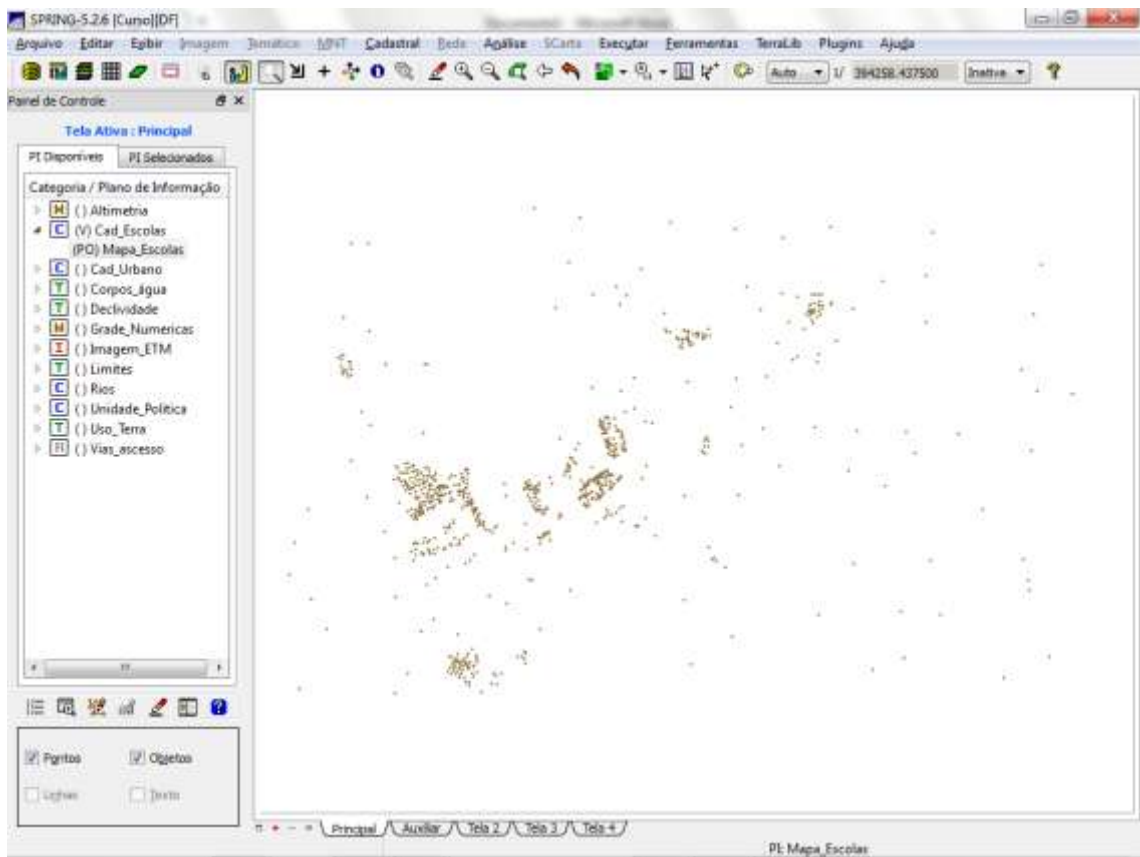 SPRING-5.2.6 [Curso][DF]
Arquivo Editar Exibir Imagem Temático MNT Cadastral Rede Análise SCarta Executar Ferramentas TerraLib Plugins Ajuda
Auto 1/ 394258.437500 Inativa
Painel de Controle
Tela Ativa : Principal
PI Disponíveis PI Selecionados
Categoria / Plano de Informação
M ( ) Altimetria
C (V) Cad_Escolas
(PO) Mapa_Escolas
C ( ) Cad_Urbano
T ( ) Corpos_água
T ( ) Declividade
M ( ) Grade_Numericas
I ( ) Imagem_ETM
T ( ) Limites
C ( ) Rios
C ( ) Unidade_Política
T ( ) Uso_Terra
( ) Vias_ascesso
Pontos Objetos
Linhas Texto
Principal Auxiliar Tela 2 Tela 3 Tela 4
PI: Mapa_Escolas